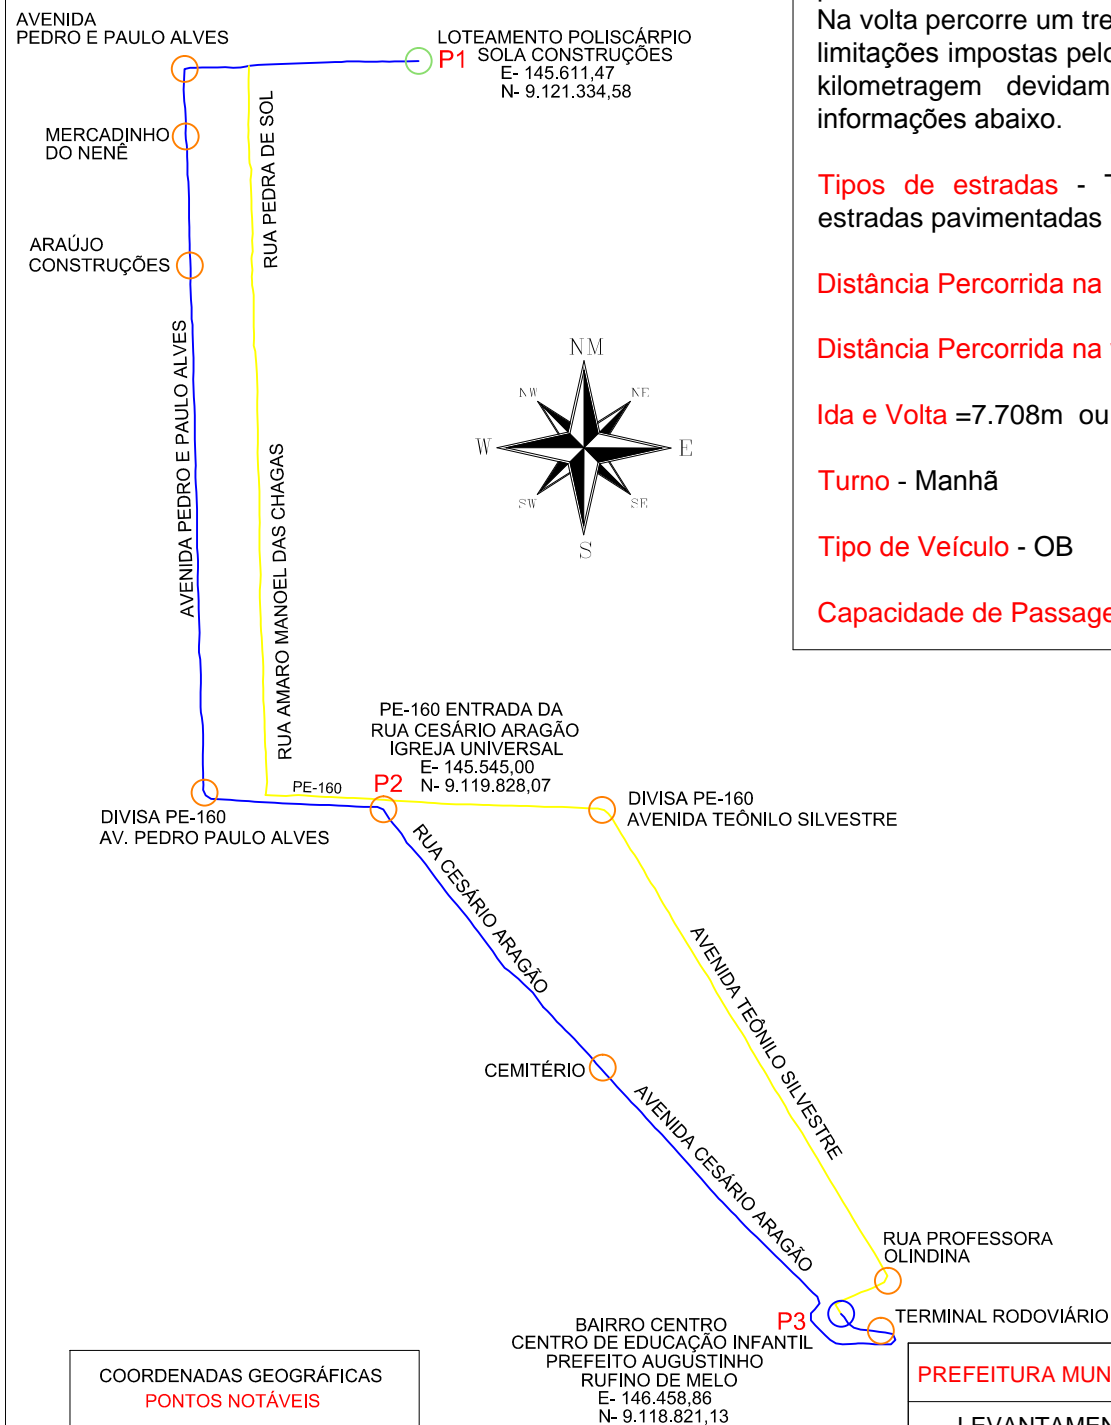 AVENIDA
PEDRO E PAULO ALVES
LOTEAMENTO POLISCÁRPIO
P1 SOLA CONSTRUÇÕES
E- 145.611,47
N- 9.121.334,58
MERCADINHO
DO NENÊ
RUA PEDRA DE SOL
ARAÚJO
CONSTRUÇÕES
AVENIDA PEDRO E PAULO ALVES
RUA AMARO MANOEL DAS CHAGAS
NM
NW NE
W E
SW SE
S
Na volta percorre um tre
limitações impostas pelo
kilometragem devidam
informações abaixo.
Tipos de estradas - T
estradas pavimentadas
Distância Percorrida na
Distância Percorrida na
Ida e Volta =7.708m ou
Turno - Manhã
Tipo de Veículo - OB
Capacidade de Passage
PE-160 ENTRADA DA
RUA CESÁRIO ARAGÃO
IGREJA UNIVERSAL
E- 145.545,00
N- 9.119.828,07
PE-160
P2
DIVISA PE-160
AV. PEDRO PAULO ALVES
DIVISA PE-160
AVENIDA TEÔNILO SILVESTRE
RUA CESÁRIO ARAGÃO
AVENIDA TEÔNILO SILVESTRE
CEMITÉRIO
AVENIDA CESÁRIO ARAGÃO
RUA PROFESSORA
OLINDINA
TERMINAL RODOVIÁRIO
P3
BAIRRO CENTRO
CENTRO DE EDUCAÇÃO INFANTIL
PREFEITO AUGUSTINHO
RUFINO DE MELO
E- 146.458,86
N- 9.118.821,13
COORDENADAS GEOGRÁFICAS
PONTOS NOTÁVEIS
PREFEITURA MUN
LEVANTAMEN